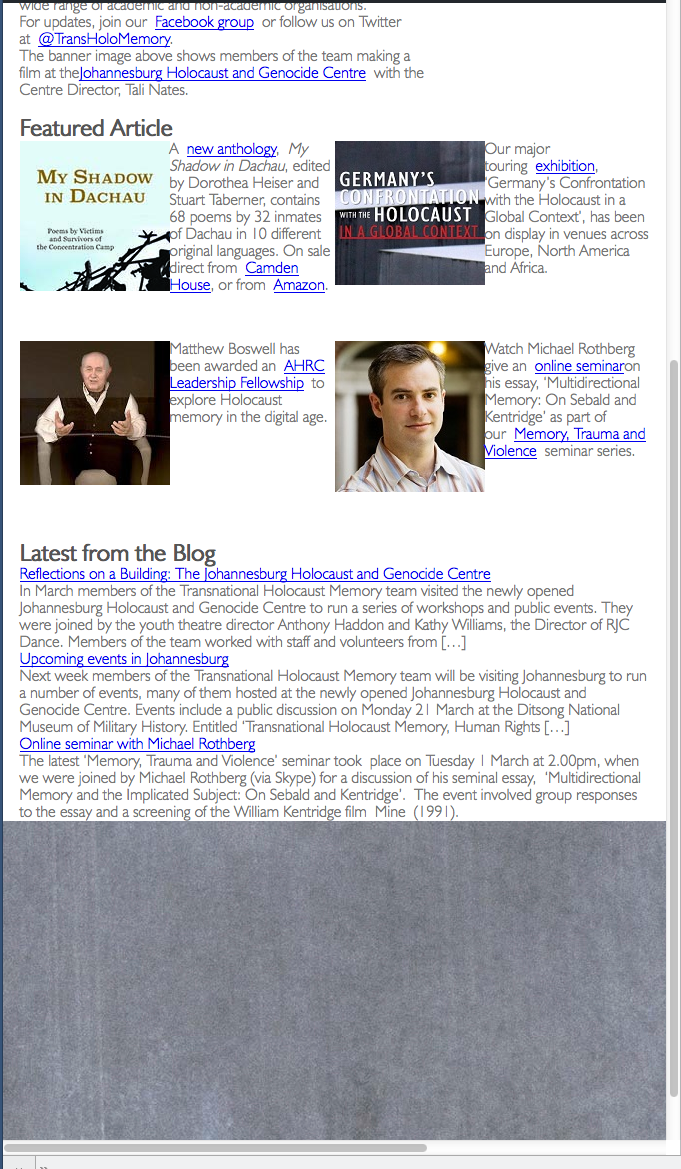 wide range of academic and non-academic organisations.
For updates, join our Facebook group or follow us on Twitter
at @TransHoloMemory.
The banner image above shows members of the team making a
film at theJohannesburg Holocaust and Genocide Centre with the
Centre Director, Tali Nates.
Featured Article
MY SHADOW
IN DACHAU
Poems by Victims
and Survivors of
the Concentration Camp
A new anthology, My
Shadow in Dachau, edited
by Dorothea Heiser and
Stuart Taberner, contains
68 poems by 32 inmates
of Dachau in 10 different
original languages. On sale
direct from Camden
House, or from Amazon.
GERMANY'S
CONFRONTATION
WITH THE HOLOCAUST
IN A GLOBAL CONTEXT
Our major
touring exhibition,
'Germany's Confrontation
with the Holocaust in a
Global Context', has been
on display in venues across
Europe, North America
and Africa.
Matthew Boswell has
been awarded an AHRC
Leadership Fellowship to
explore Holocaust
memory in the digital age.
Watch Michael Rothberg
give an online seminaron
his essay, 'Multidirectional
Memory: On Sebald and
Kentridge' as part of
our Memory, Trauma and
Violence seminar series.
Latest from the Blog
Reflections on a Building: The Johannesburg Holocaust and Genocide Centre
In March members of the Transnational Holocaust Memory team visited the newly opened
Johannesburg Holocaust and Genocide Centre to run a series of workshops and public events. They
were joined by the youth theatre director Anthony Haddon and Kathy Williams, the Director of RJC
Dance. Members of the team worked with staff and volunteers from […]
Upcoming events in Johannesburg
Next week members of the Transnational Holocaust Memory team will be visiting Johannesburg to run
a number of events, many of them hosted at the newly opened Johannesburg Holocaust and
Genocide Centre. Events include a public discussion on Monday 21 March at the Ditsong National
Museum of Military History. Entitled 'Transnational Holocaust Memory, Human Rights […]
Online seminar with Michael Rothberg
The latest 'Memory, Trauma and Violence' seminar took place on Tuesday 1 March at 2.00pm, when
we were joined by Michael Rothberg (via Skype) for a discussion of his seminal essay, 'Multidirectional
Memory and the Implicated Subject: On Sebald and Kentridge'. The event involved group responses
to the essay and a screening of the William Kentridge film Mine (1991).